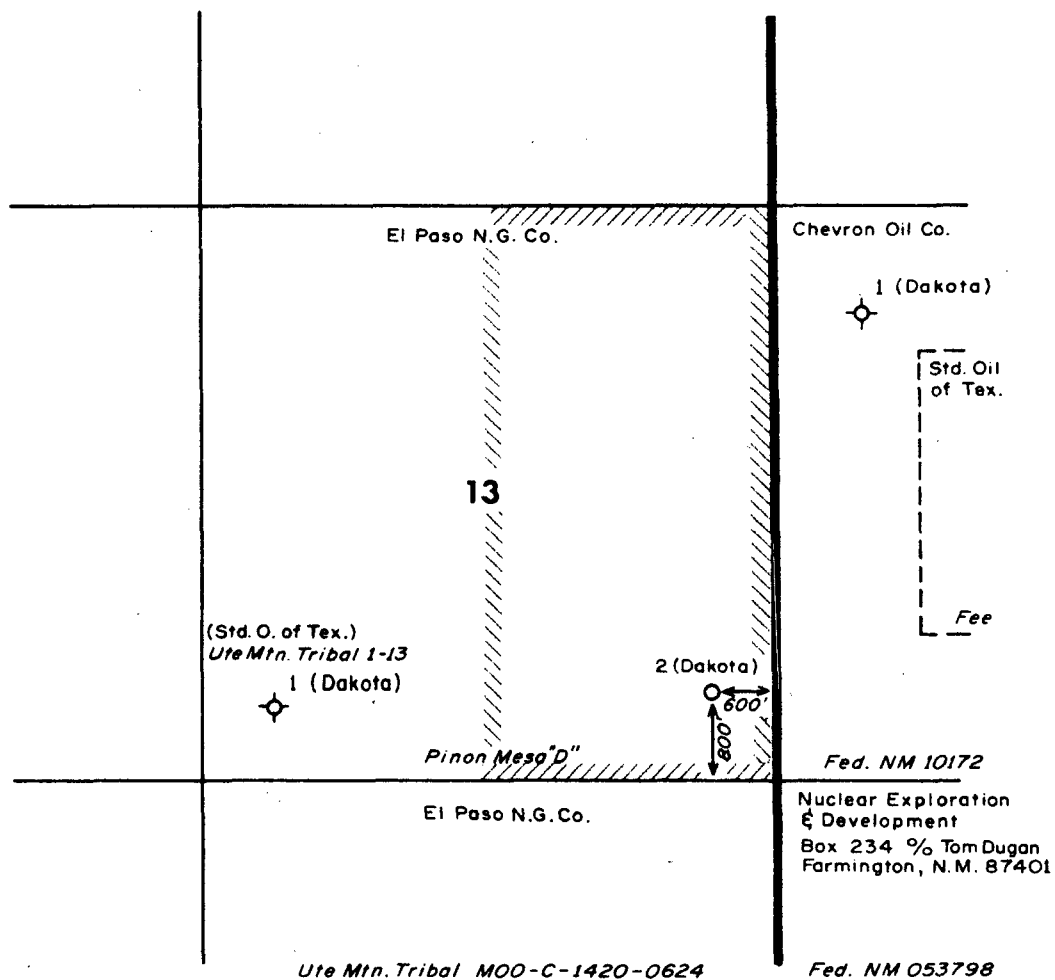 El Paso N.G. Co.
Chevron Oil Co.
1 (Dakota)
Std. Oil
of Tex.
13
Fee
(Std. O. of Tex.)
Ute Mtn. Tribal 1-13
1 (Dakota)
2 (Dakota)
600'
800'
Pinon Mesa "D"
Fed. NM 10172
El Paso N.G. Co.
Nuclear Exploration
& Development
Box 234 % Tom Dugan
Farmington, N.M. 87401
Ute Mtn. Tribal M00-C-1420-0624
Fed. NM 053798